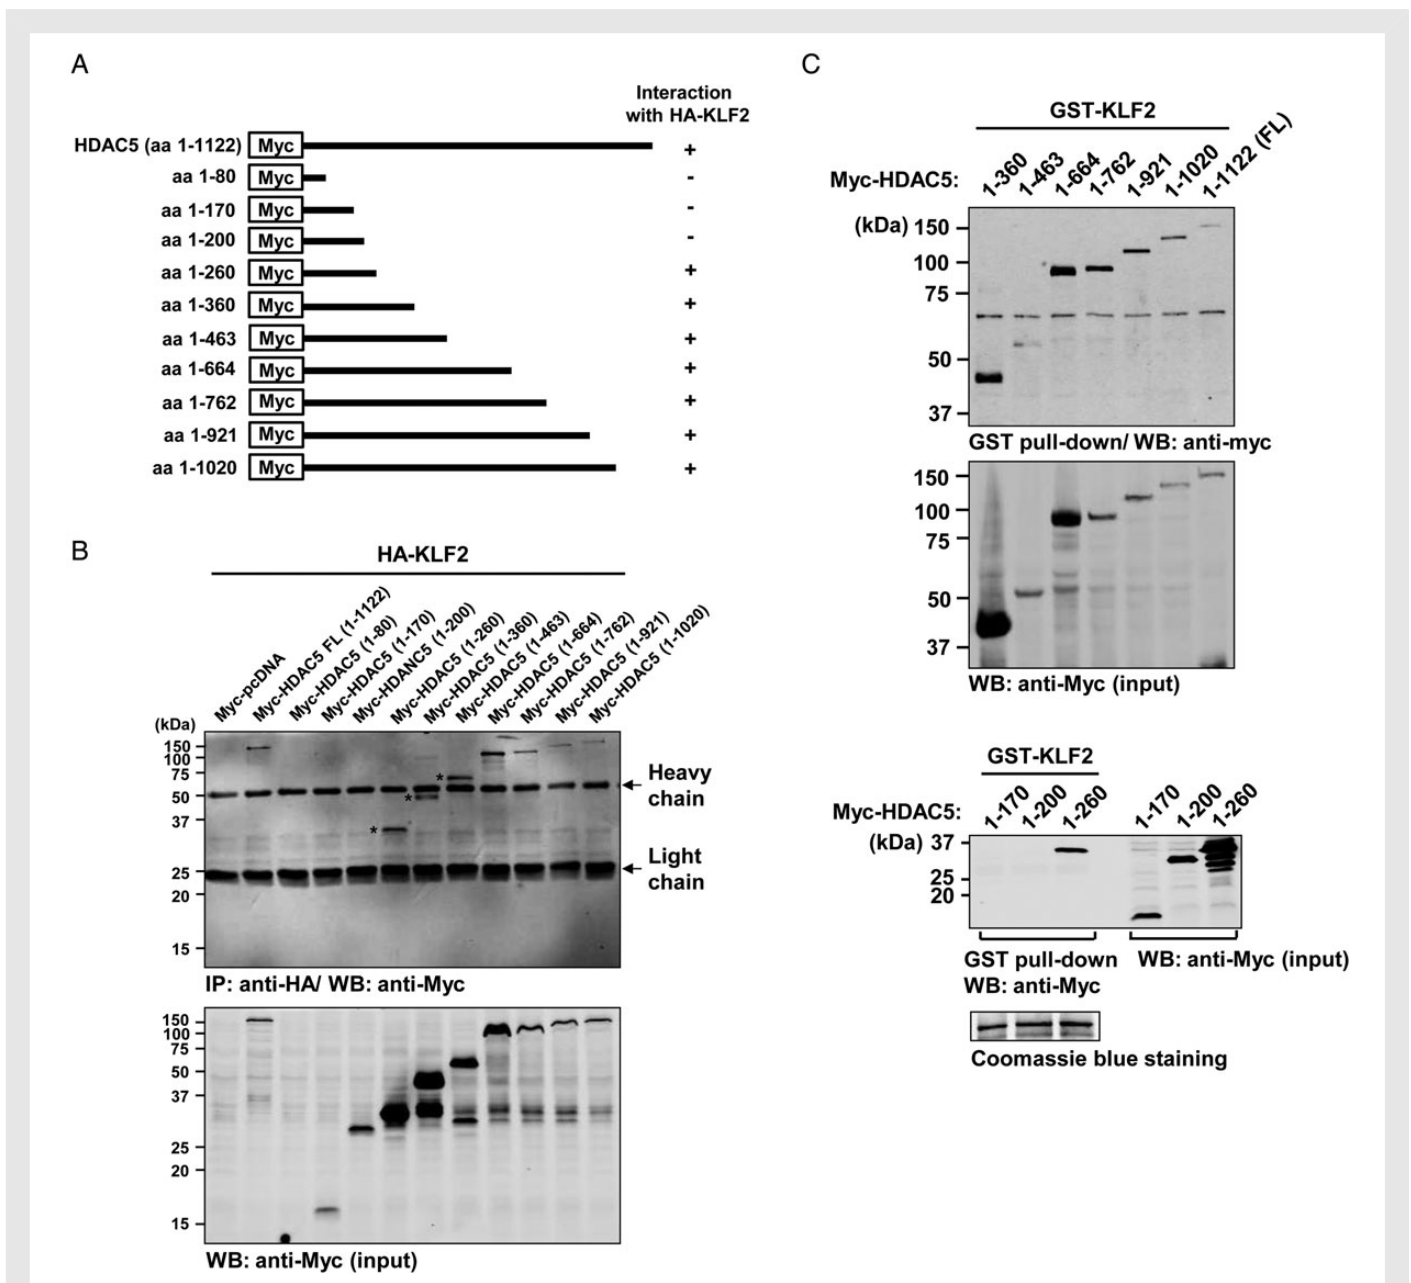 A
Interaction
with HA-KLF2
HDAC5 (aa 1-1122) Myc +
aa 1-80 Myc -
aa 1-170 Myc -
aa 1-200 Myc -
aa 1-260 Myc +
aa 1-360 Myc +
aa 1-463 Myc +
aa 1-664 Myc +
aa 1-762 Myc +
aa 1-921 Myc +
aa 1-1020 Myc +
B
HA-KLF2
Myc-pcDNA
Myc-HDAC5 FL (1-1122)
Myc-HDAC5 (1-80)
Myc-HDAC5 (1-170)
Myc-HDANC5 (1-200)
Myc-HDAC5 (1-260)
Myc-HDAC5 (1-360)
Myc-HDAC5 (1-463)
Myc-HDAC5 (1-664)
Myc-HDAC5 (1-762)
Myc-HDAC5 (1-921)
Myc-HDAC5 (1-1020)
(kDa)
150
100
75
50
37
25
20
15
*
*
*
Heavy
chain
Light
chain
IP: anti-HA/ WB: anti-Myc
150
100
75
50
37
25
20
15
WB: anti-Myc (input)
C
GST-KLF2
Myc-HDAC5: 1-360 1-463 1-664 1-762 1-921 1-1020 1-1122 (FL)
(kDa) 150
100
75
50
37
GST pull-down/ WB: anti-myc
150
100
75
50
37
WB: anti-Myc (input)
GST-KLF2
Myc-HDAC5: 1-170 1-200 1-260 1-170 1-200 1-260
(kDa) 37
25
20
GST pull-down WB: anti-Myc (input)
WB: anti-Myc
Coomassie blue staining